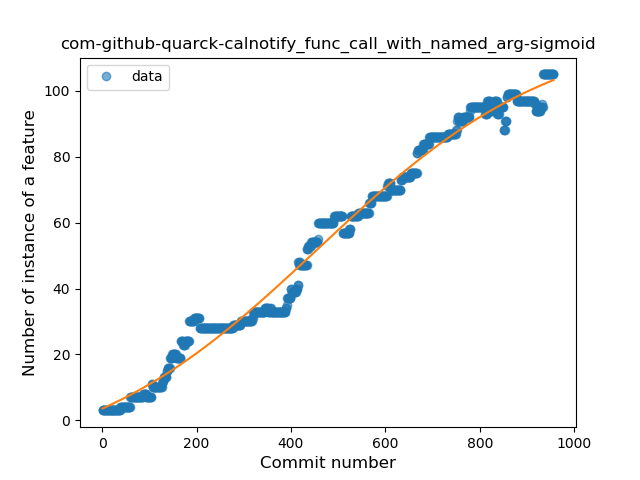 com-github-quarck-calnotify_func_call_with_named_arg-sigmoid
data
Number of instance of a feature
100
80
60
40
20
0
0 200 400 600 800 1000
Commit number